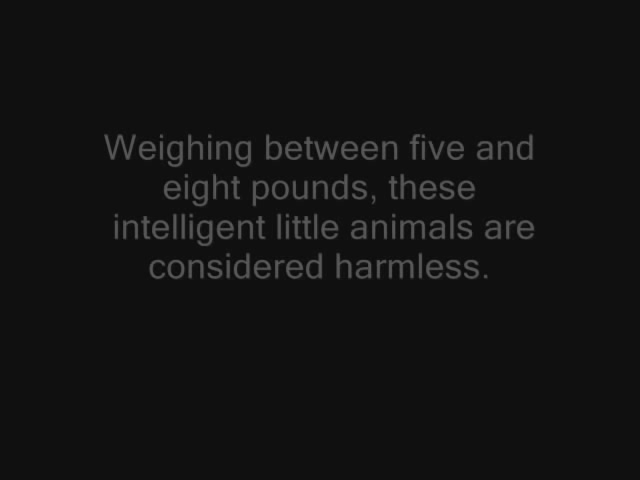 Weighing between five and
eight pounds, these
intelligent little animals are
considered harmless.